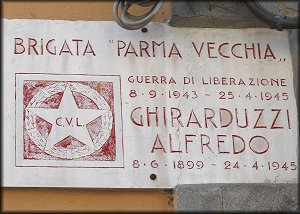 BRIGATA "PARMA VECCHIA„
GUERRA DI LIBERAZIONE
8-9-1943 - 25-4-1945
C.V.L.
GHIRARDUZZI
ALFREDO
8-6-1899 - 24-4-1945